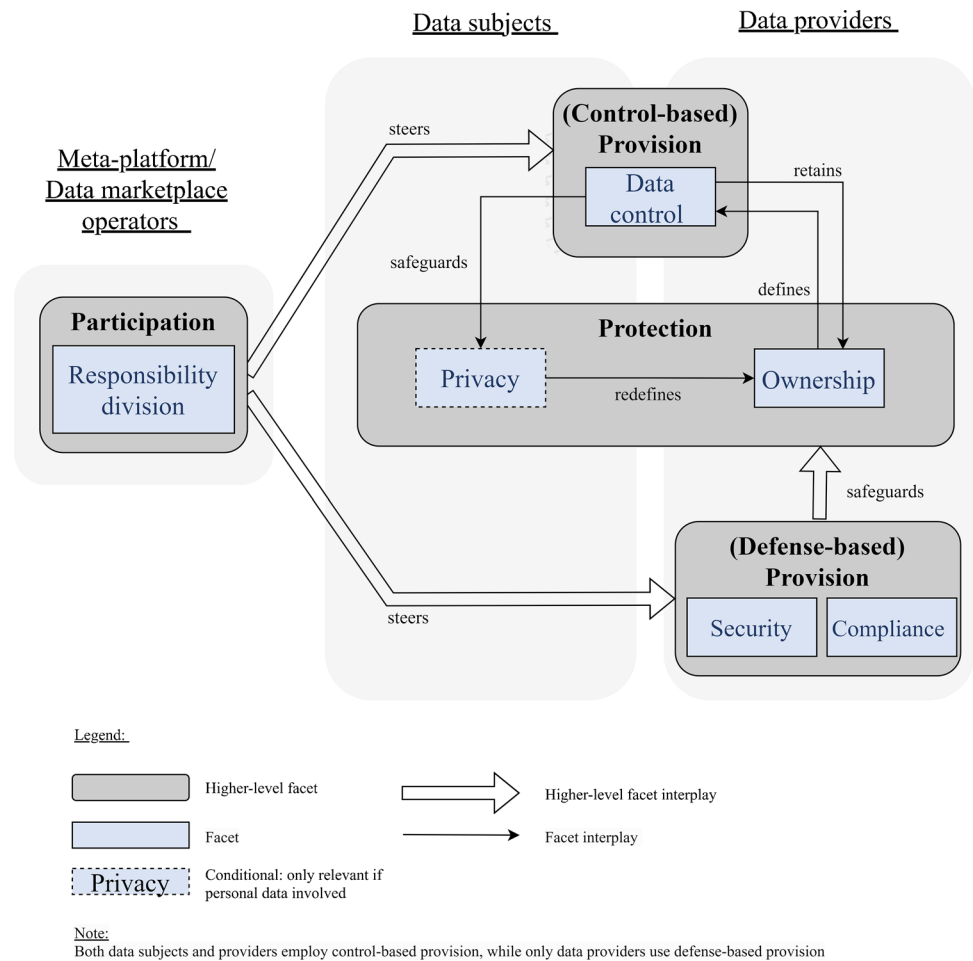 Data subjects
Data providers
Meta-platform/
Data marketplace
operators
steers
(Control-based)
Provision
Data
control
retains
safeguards
defines
Participation
Responsibility
division
Protection
Privacy
redefines
Ownership
safeguards
(Defense-based)
Provision
Security
Compliance
steers
Legend:
Higher-level facet
Higher-level facet interplay
Facet
Facet interplay
Privacy
Conditional: only relevant if
personal data involved
Note:
Both data subjects and providers employ control-based provision, while only data providers use defense-based provision